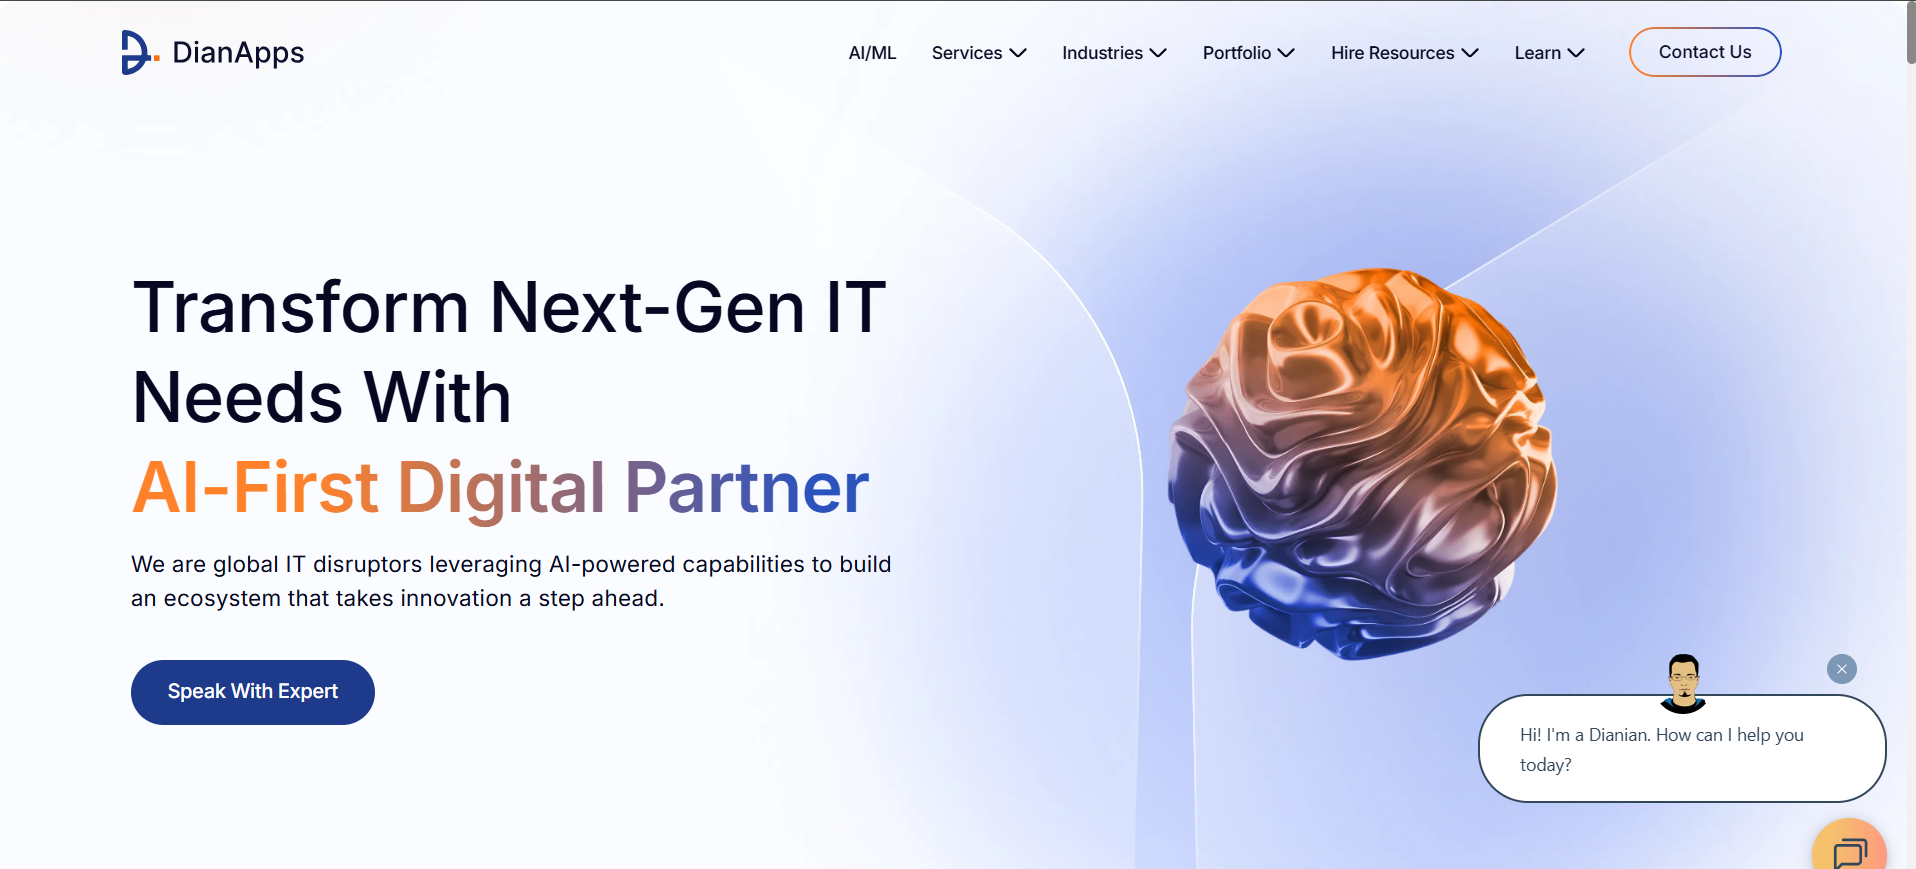 DianApps
AI/ML
Services
Industries
Portfolio
Hire Resources
Learn
Contact Us
Transform Next-Gen IT
Needs With
AI-First Digital Partner
We are global IT disruptors leveraging AI-powered capabilities to build
an ecosystem that takes innovation a step ahead.
Speak With Expert
Hi! I'm a Dianian. How can I help you
today?